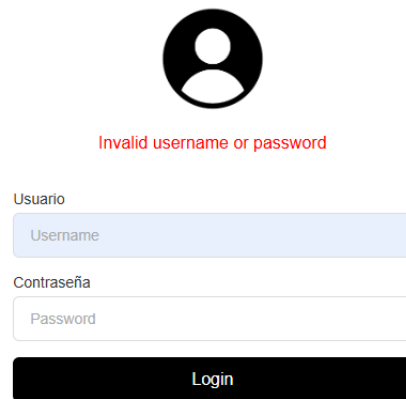 Invalid username or password
Usuario
Username
Contraseña
Password
Login